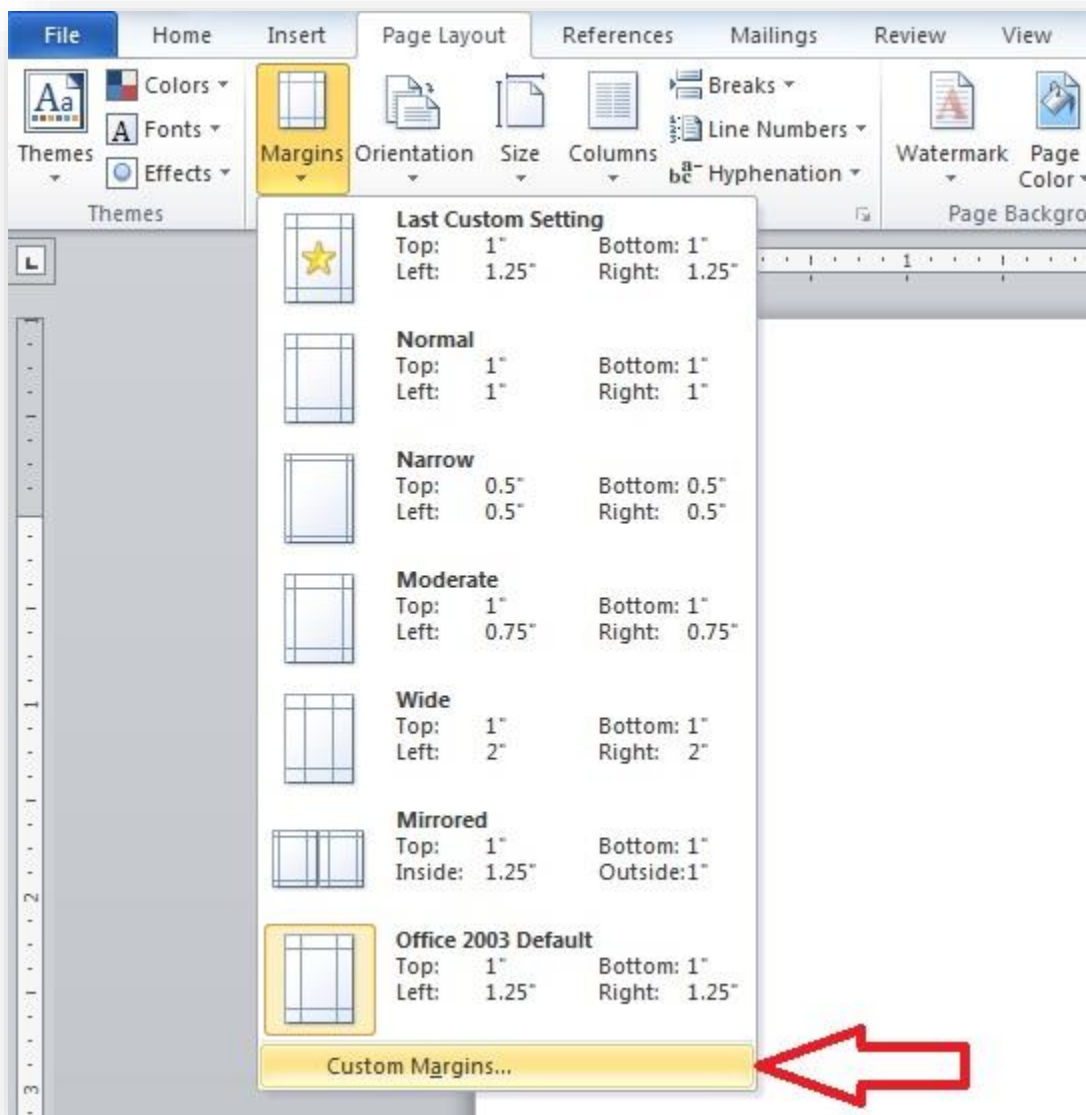 File Home Insert Page Layout References Mailings Review View
Aa Colors Breaks
A Fonts Line Numbers
Themes Margins Orientation Size Columns Watermark Page
Effects Hyphenation Color
Themes Page Backgro
Last Custom Setting
Top: 1" Bottom: 1"
Left: 1.25" Right: 1.25"
1
Normal
Top: 1" Bottom: 1"
Left: 1" Right: 1"
Narrow
Top: 0.5" Bottom: 0.5"
Left: 0.5" Right: 0.5"
Moderate
Top: 1" Bottom: 1"
Left: 0.75" Right: 0.75"
Wide
1
Top: 1" Bottom: 1"
Left: 2" Right: 2"
Mirrored
Top: 1" Bottom: 1"
Inside: 1.25" Outside:1"
2
Office 2003 Default
Top: 1" Bottom: 1"
Left: 1.25" Right: 1.25"
Custom Margins...
3